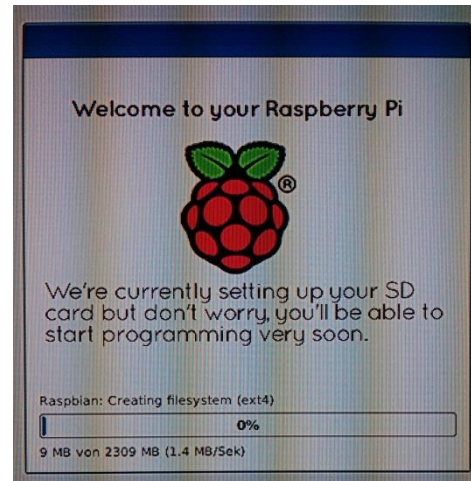 Welcome to your Raspberry Pi
®
We're currently setting up your SD
card but don't worry, you'll be able to
start programming very soon.
Raspbian: Creating filesystem (ext4)
0%
9 MB von 2309 MB (1.4 MB/Sek)